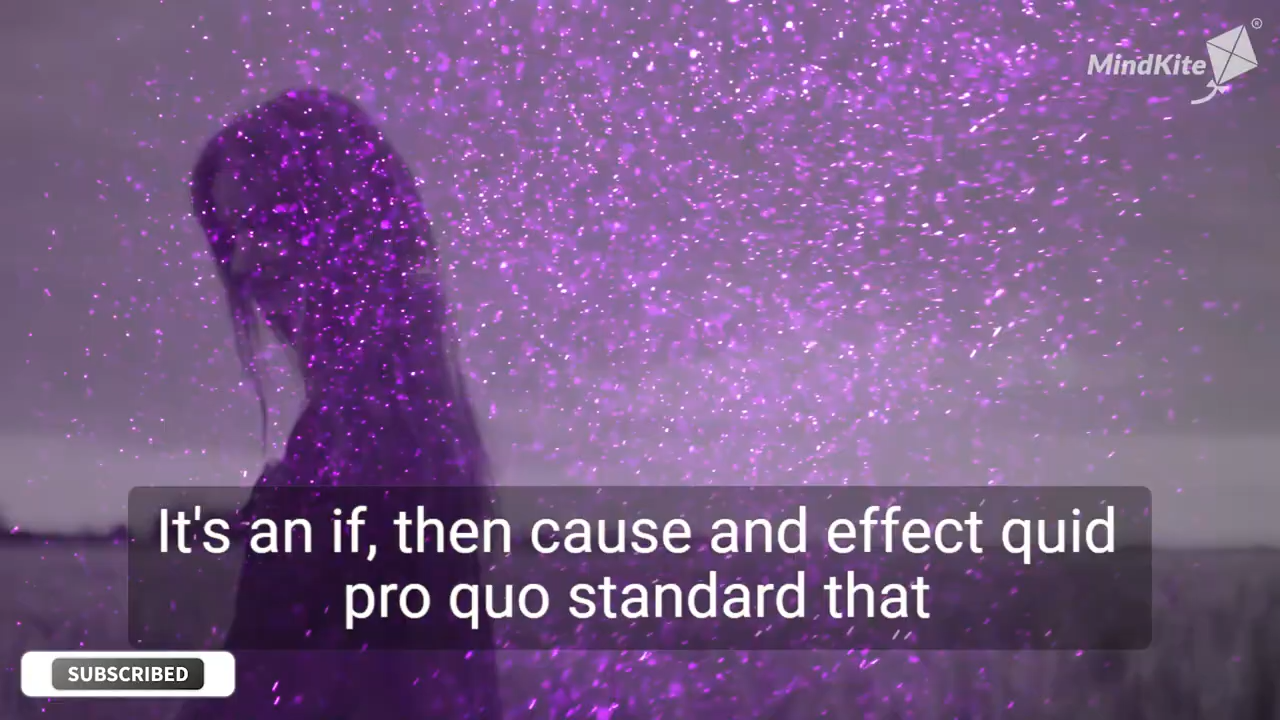 MindKite®
It's an if, then cause and effect quid
pro quo standard that
SUBSCRIBED